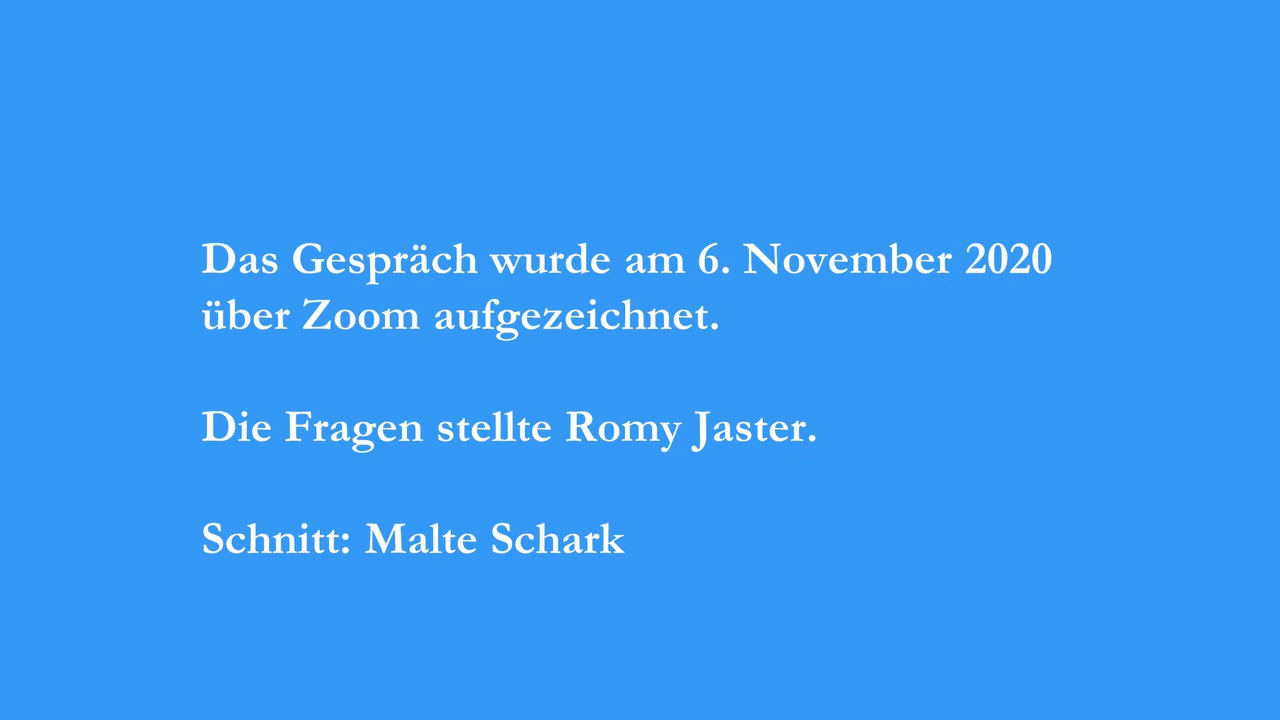 Das Gespräch wurde am 6. November 2020
über Zoom aufgezeichnet.
Die Fragen stellte Romy Jaster.
Schnitt: Malte Schark